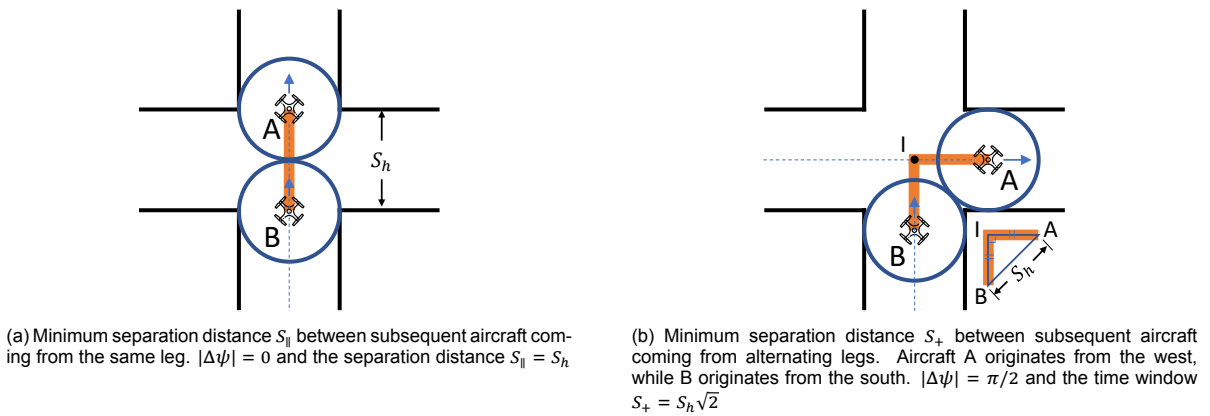 A
S_h
B
(a) Minimum separation distance S_∥ between subsequent aircraft com-
ing from the same leg. |Δψ| = 0 and the separation distance S_∥ = S_h
I
A
B
I
A
S_h
B
(b) Minimum separation distance S_+ between subsequent aircraft
coming from alternating legs. Aircraft A originates from the west,
while B originates from the south. |Δψ| = π/2 and the time window
S_+ = S_h√2